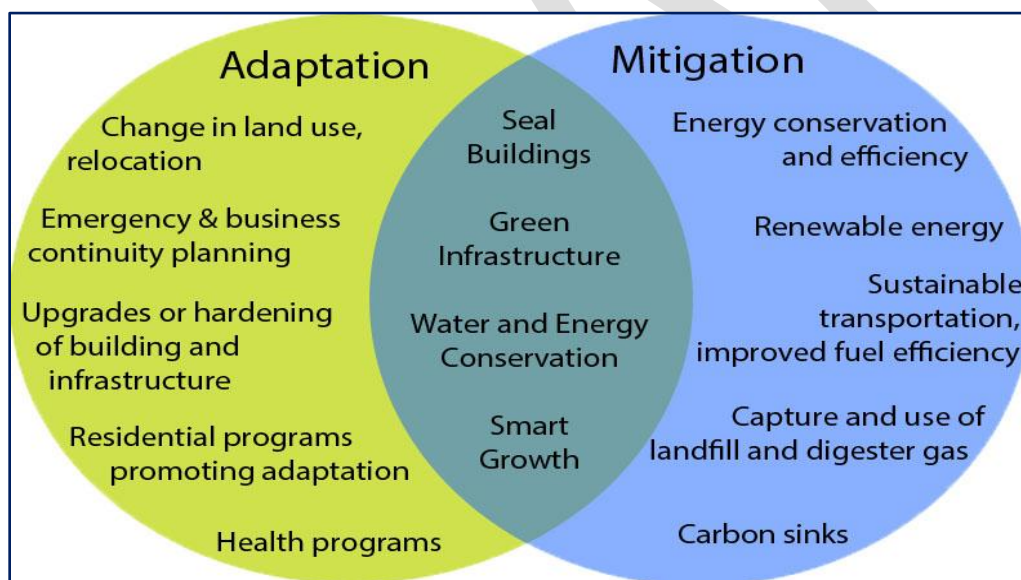 Adaptation
Change in land use,
relocation
Emergency & business
continuity planning
Upgrades or hardening
of building and
infrastructure
Residential programs
promoting adaptation
Health programs
Seal
Buildings
Green
Infrastructure
Water and Energy
Conservation
Smart
Growth
Mitigation
Energy conservation
and efficiency
Renewable energy
Sustainable
transportation,
improved fuel efficiency
Capture and use of
landfill and digester gas
Carbon sinks